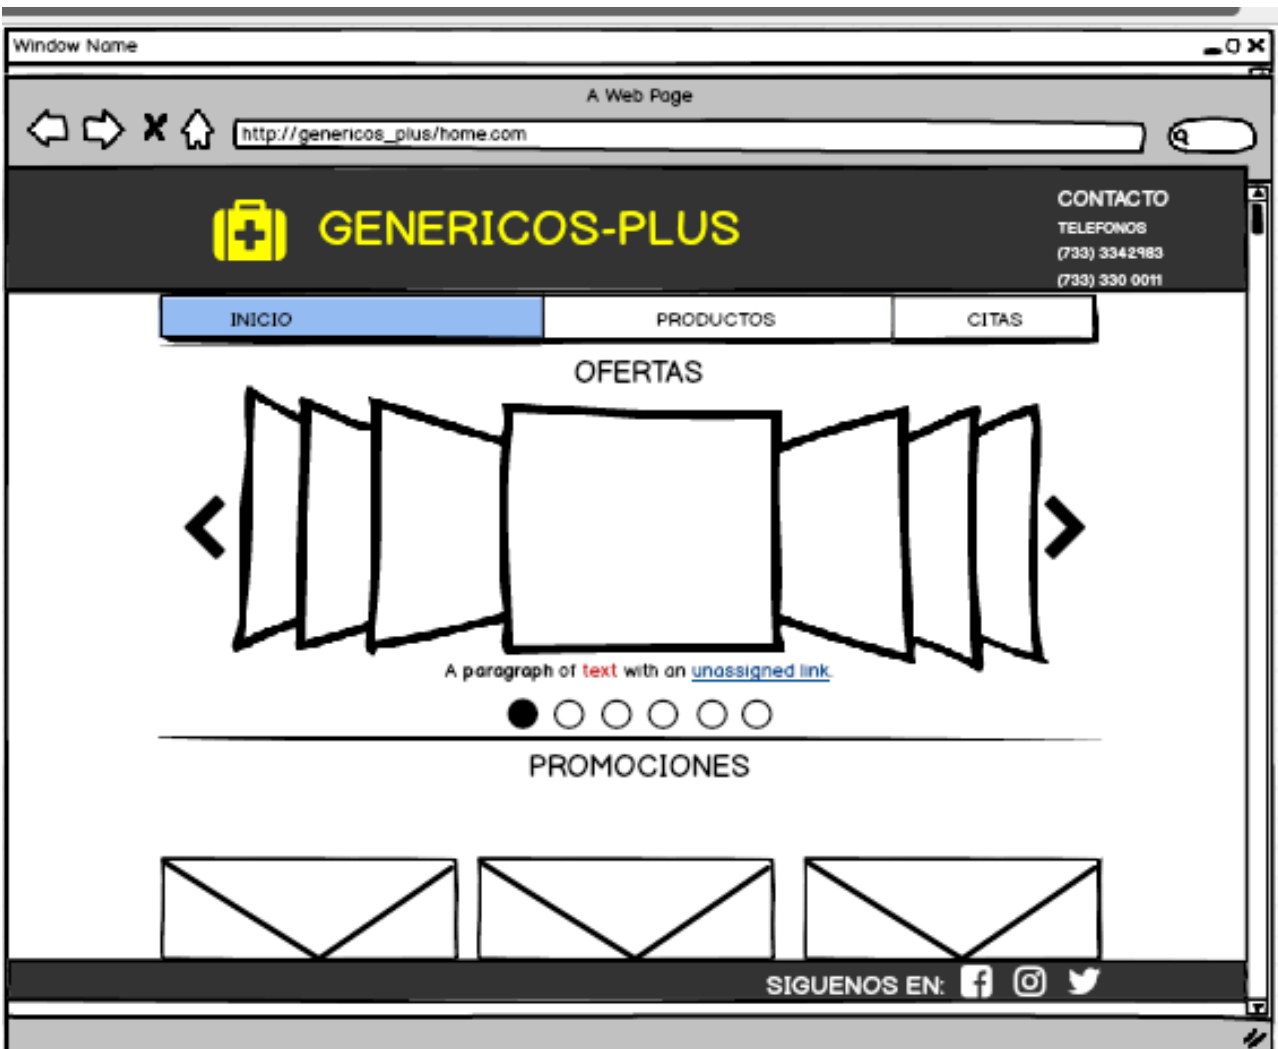 Window Name
A Web Page
http://genericos_plus/home.com
GENERICOS-PLUS
CONTACTO
TELEFONOS
(733) 3342983
(733) 330 0011
INICIO PRODUCTOS CITAS
OFERTAS
A paragraph of text with an unassigned link.
PROMOCIONES
SIGUENOS EN: